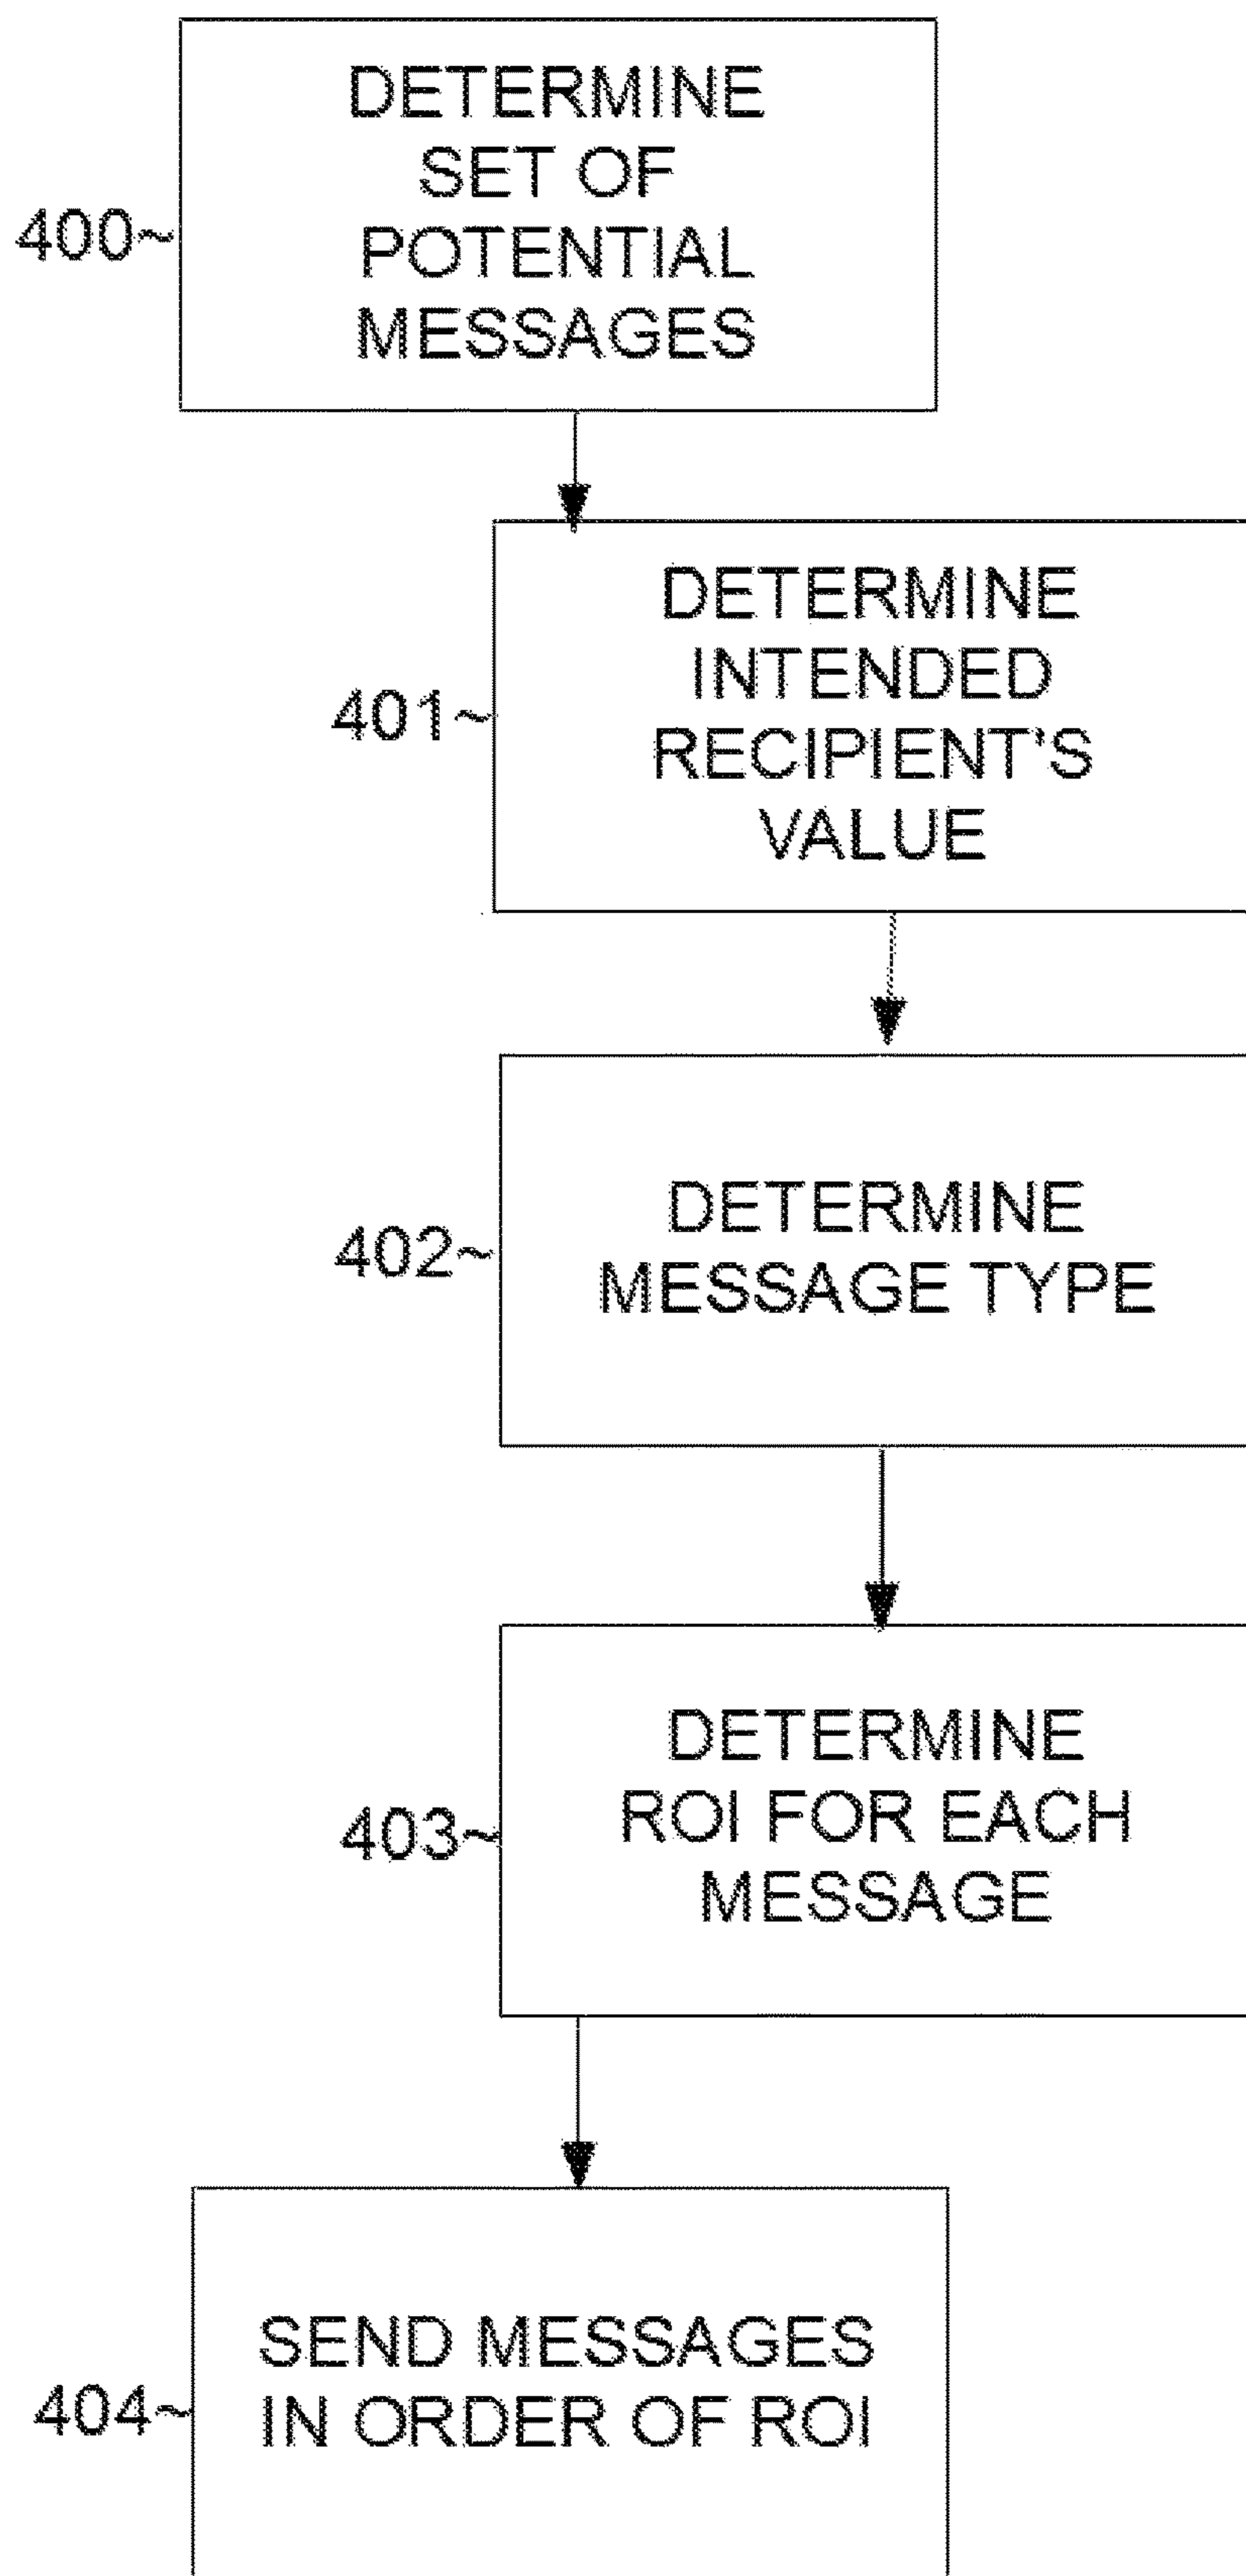 DETERMINE
SET OF
POTENTIAL
MESSAGES
400~
DETERMINE
INTENDED
RECIPIENT'S
VALUE
401~
DETERMINE
MESSAGE TYPE
402~
DETERMINE
ROI FOR EACH
MESSAGE
403~
SEND MESSAGES
IN ORDER OF ROI
404~